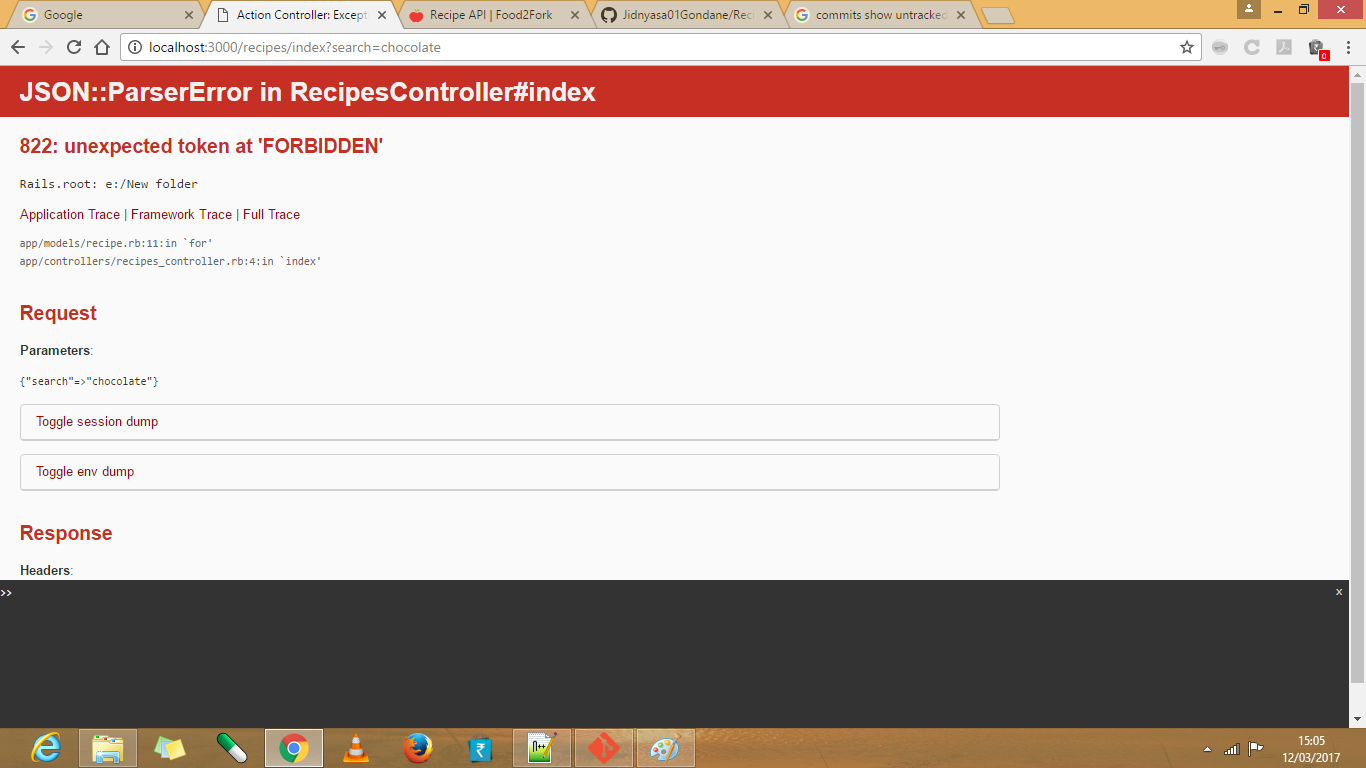 Google
Action Controller: Except
Recipe API | Food2Fork
Jidnyasa01Gondane/Reci
commits show untracked
localhost:3000/recipes/index?search=chocolate
0
JSON::ParserError in RecipesController#index
822: unexpected token at 'FORBIDDEN'
Rails.root: e:/New folder
Application Trace | Framework Trace | Full Trace
app/models/recipe.rb:11:in `for'
app/controllers/recipes_controller.rb:4:in `index'
Request
Parameters:
{"search"=>"chocolate"}
Toggle session dump
Toggle env dump
Response
Headers:
>>
x
15:05
12/03/2017